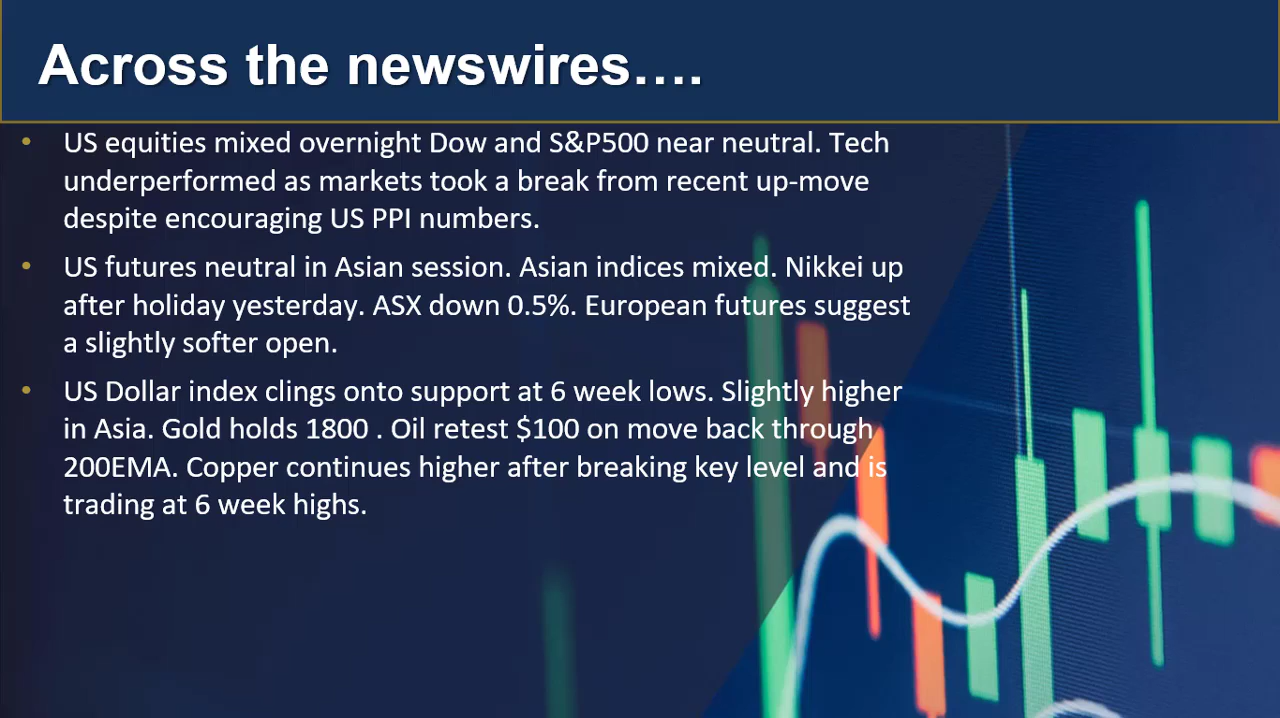 Across the newswires….
• US equities mixed overnight Dow and S&P500 near neutral. Tech
underperformed as markets took a break from recent up-move
despite encouraging US PPI numbers.
• US futures neutral in Asian session. Asian indices mixed. Nikkei up
after holiday yesterday. ASX down 0.5%. European futures suggest
a slightly softer open.
• US Dollar index clings onto support at 6 week lows. Slightly higher
in Asia. Gold holds 1800 . Oil retest $100 on move back through
200EMA. Copper continues higher after breaking key level and is
trading at 6 week highs.